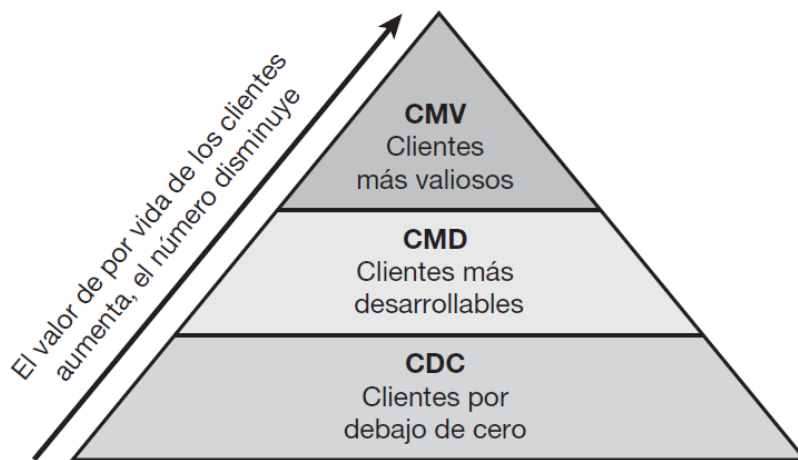 El valor de por vida de los clientes
aumenta, el número disminuye
CMV
Clientes
más valiosos
CMD
Clientes más
desarrollables
CDC
Clientes por
debajo de cero